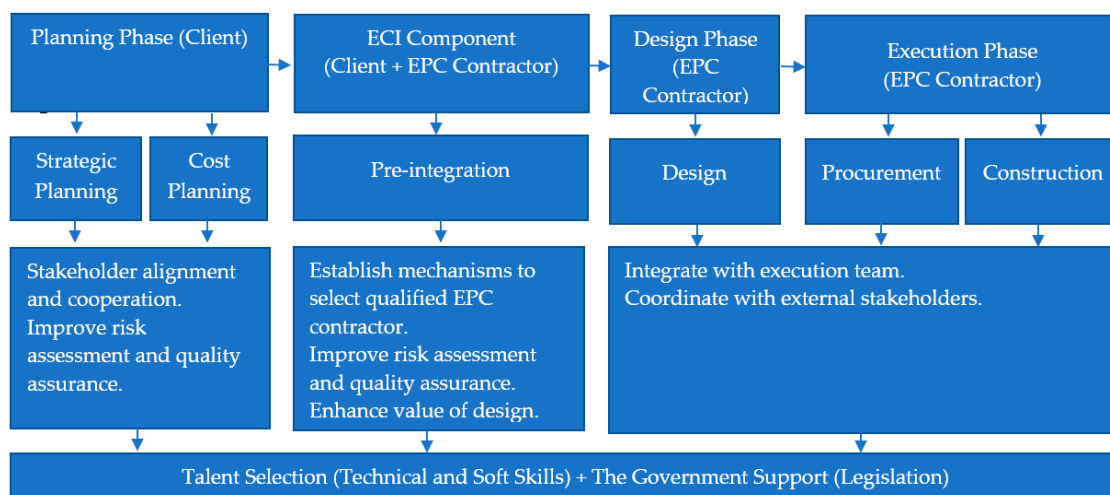 Planning Phase (Client)
ECI Component
(Client + EPC Contractor)
Design Phase
(EPC
Contractor)
Execution Phase
(EPC Contractor)
Strategic
Planning
Cost
Planning
Pre-integration
Design
Procurement
Construction
Stakeholder alignment
and cooperation.
Improve risk
assessment and quality
assurance.
Establish mechanisms to
select qualified EPC
contractor.
Improve risk assessment
and quality assurance.
Enhance value of design.
Integrate with execution team.
Coordinate with external stakeholders.
Talent Selection (Technical and Soft Skills) + The Government Support (Legislation)